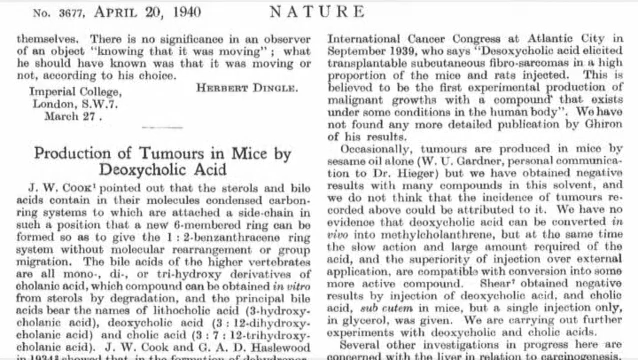 No. 3677, APRIL 20, 1940 NATURE
themselves. There is no significance in an observer
of an object "knowing that it was moving"; what
he should have known was that it was moving or
not, according to his choice.
HERBERT DINGLE.
Imperial College,
London, S.W.7.
March 27.
Production of Tumours in Mice by
Deoxycholic Acid
J. W. COOK¹ pointed out that the sterols and bile
acids contain in their molecules condensed carbon-
ring systems to which are attached a side-chain in
such a position that a new 6-membered ring can be
formed so as to give the 1 : 2-benzanthracene ring
system without molecular rearrangement or group
migration. The bile acids of the higher vertebrates
are all mono-, di-, or tri-hydroxy derivatives of
cholanic acid, which compound can be obtained in vitro
from sterols by degradation, and the principal bile
acids bear the names of lithocholic acid (3-hydroxy-
cholanic acid), deoxycholic acid (3 : 12-dihydroxy-
cholanic acid) and cholic acid (3 : 7 : 12-trihydroxy-
cholanic acid). J. W. Cook and G. A. D. Haslewood
in 1934¹ showed that, in the formation of dehydronor-
International Cancer Congress at Atlantic City in
September 1939, who says "Desoxycholic acid elicited
transplantable subcutaneous fibro-sarcomas in a high
proportion of the mice and rats injected. This is
believed to be the first experimental production of
malignant growths with a compound that exists
under some conditions in the human body". We have
not found any more detailed publication by Ghiron
of his results.
Occasionally, tumours are produced in mice by
sesame oil alone (W. U. Gardner, personal communica-
tion to Dr. Hieger) but we have obtained negative
results with many compounds in this solvent, and
we do not think that the incidence of tumours re-
corded above could be attributed to it. We have no
evidence that deoxycholic acid can be converted in
vivo into methylcholanthrene, but at the same time
the slow action and large amount required of the
acid, and the superiority of injection over external
application, are compatible with conversion into some
more active compound. Shear⁷ obtained negative
results by injection of deoxycholic acid, and cholic
acid, sub cutem in mice, but a single injection only,
in glycerol, was given. We are carrying out further
experiments with deoxycholic and cholic acids.
Several other investigations in progress here are
concerned with the liver in relation to carcinogenesis.